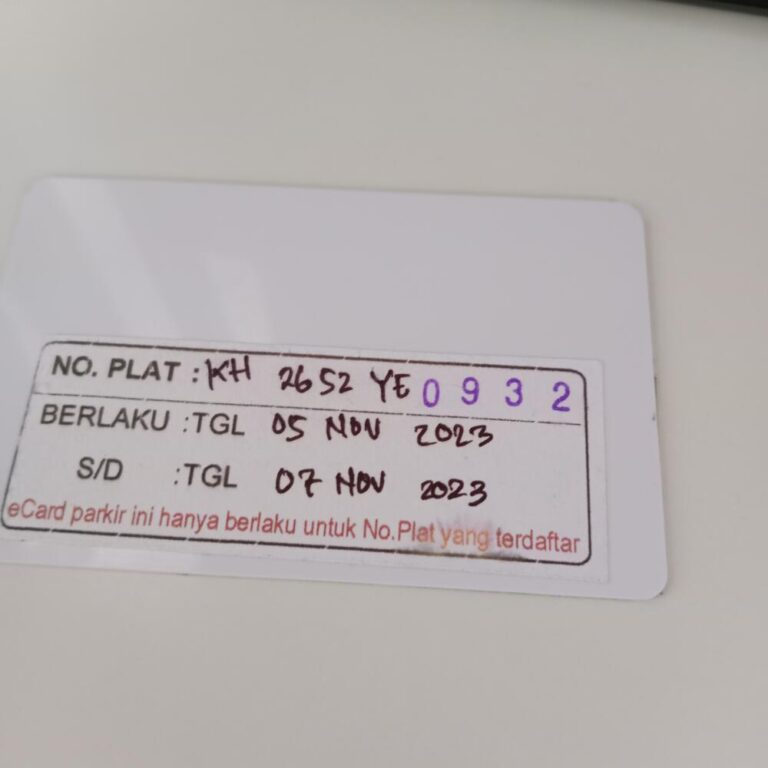 NO. PLAT : KH 2652 YE 0932
BERLAKU : TGL 05 NOV 2023
S/D : TGL 07 NOV 2023
eCard parkir ini hanya berlaku untuk No.Plat yang terdaftar